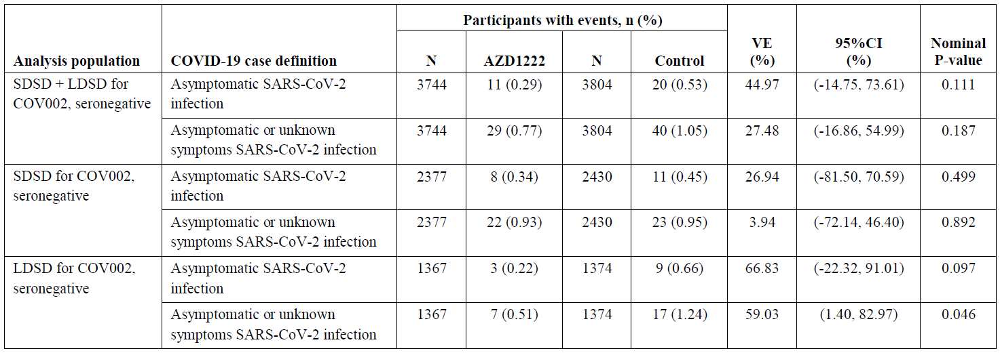 Participants with events, n (%)
Analysis population COVID-19 case definition N AZD1222 N Control VE (%) 95%CI (%) Nominal P-value
SDSD + LDSD for COV002, seronegative
Asymptomatic SARS-CoV-2 infection 3744 11 (0.29) 3804 20 (0.53) 44.97 (-14.75, 73.61) 0.111
Asymptomatic or unknown symptoms SARS-CoV-2 infection 3744 29 (0.77) 3804 40 (1.05) 27.48 (-16.86, 54.99) 0.187
SDSD for COV002, seronegative
Asymptomatic SARS-CoV-2 infection 2377 8 (0.34) 2430 11 (0.45) 26.94 (-81.50, 70.59) 0.499
Asymptomatic or unknown symptoms SARS-CoV-2 infection 2377 22 (0.93) 2430 23 (0.95) 3.94 (-72.14, 46.40) 0.892
LDSD for COV002, seronegative
Asymptomatic SARS-CoV-2 infection 1367 3 (0.22) 1374 9 (0.66) 66.83 (-22.32, 91.01) 0.097
Asymptomatic or unknown symptoms SARS-CoV-2 infection 1367 7 (0.51) 1374 17 (1.24) 59.03 (1.40, 82.97) 0.046